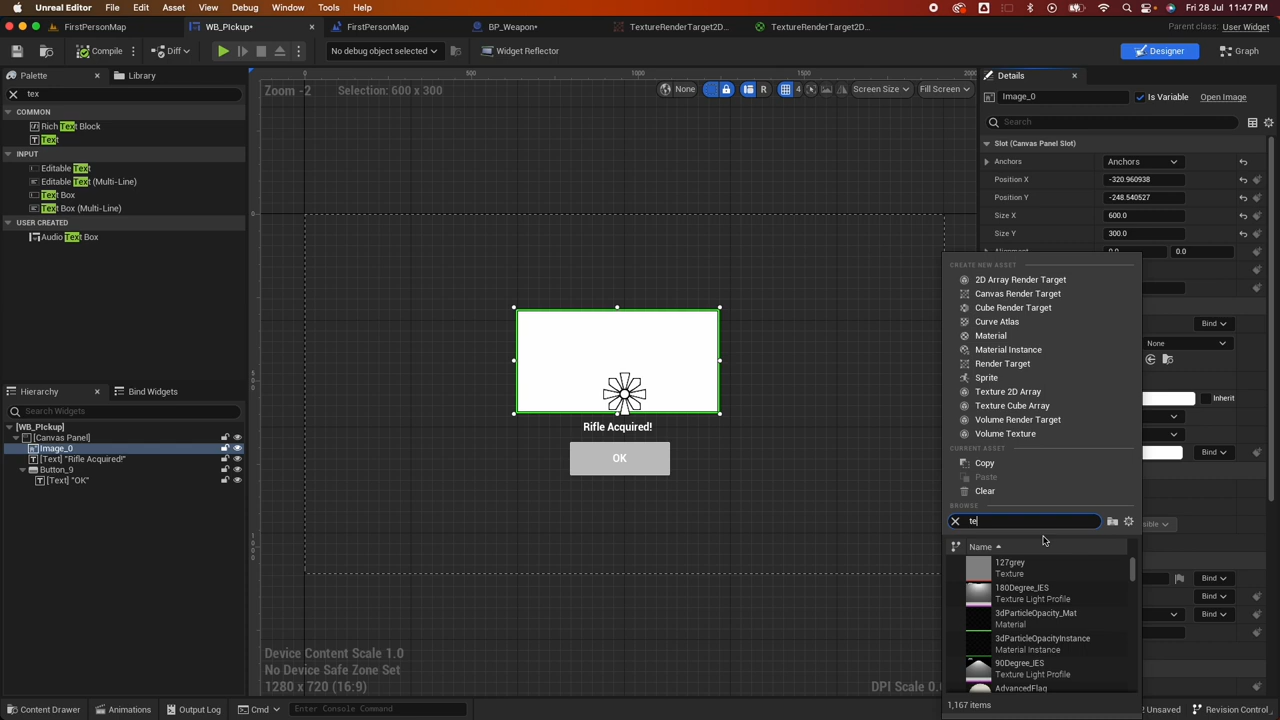 Unreal Editor File Edit Asset View Debug Window Tools Help Fri 28 Jul 11:47 PM
FirstPersonMap WB_Pickup* FirstPersonMap BP_Weapon* TextureRenderTarget2D... TextureRenderTarget2D... Parent class: User Widget
Compile Diff No debug object selected Widget Reflector Designer Graph
Palette Library
tex
COMMON
Rich Text Block
Text
INPUT
Editable Text
Editable Text (Multi-Line)
Text Box
Text Box (Multi-Line)
USER CREATED
Audio Text Box
Hierarchy Bind Widgets
Search Widgets
[WB_Pickup]
[Canvas Panel]
Image_0
[Text] "Rifle Acquired!"
Button_9
[Text] "OK"
0 500 1000 1500 2000
Zoom -2 Selection: 600 x 300 None R 4 Screen Size Fill Screen
Rifle Acquired!
OK
Device Content Scale 1.0
No Device Safe Zone Set
1280 x 720 (16:9) DPI Scale 0.
Details
Image_0 Is Variable Open Image
Search
Slot (Canvas Panel Slot)
Anchors Anchors
Position X -320.960938
Position Y -248.540527
Size X 600.0
Size Y 300.0
Bind
None
Inherit
Bind
Bind
Bind
Bind
CREATE NEW ASSET
2D Array Render Target
Canvas Render Target
Cube Render Target
Curve Atlas
Material
Material Instance
Render Target
Sprite
Texture 2D Array
Texture Cube Array
Volume Render Target
Volume Texture
CURRENT ASSET
Copy
Paste
Clear
BROWSE
te
Name
127grey
Texture
180Degree_IES
Texture Light Profile
3dParticleOpacity_Mat
Material
3dParticleOpacityInstance
Material Instance
90Degree_IES
Texture Light Profile
AdvancedFlag
1,167 items
Content Drawer Animations Output Log Cmd Enter Console Command 2 Unsaved Revision Control